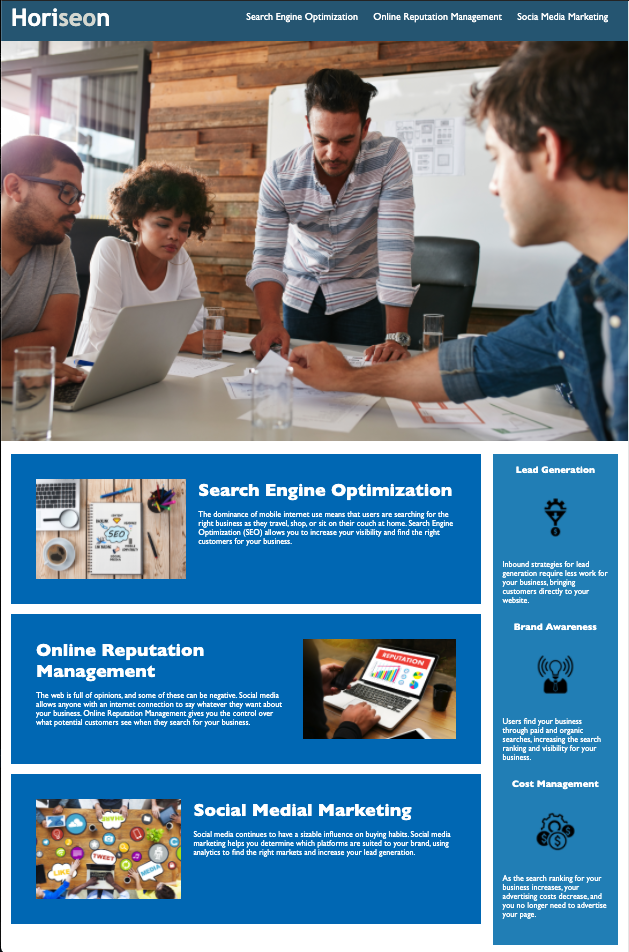 Horiseon
Search Engine Optimization
Online Reputation Management
Socia Media Marketing
Search Engine Optimization
The dominance of mobile internet use means that users are searching for the
right business as they travel, shop, or sit on their couch at home. Search Engine
Optimization (SEO) allows you to increase your visibility and find the right
customers for your business.
SEO
Online Reputation
Management
The web is full of opinions, and some of these can be negative. Social media
allows anyone with an internet connection to say whatever they want about
your business. Online Reputation Management gives you the control over
what potential customers see when they search for your business.
REPUTATION
Social Medial Marketing
Social media continues to have a sizable influence on buying habits. Social media
marketing helps you determine which platforms are suited to your brand, using
analytics to find the right markets and increase your lead generation.
SHARE
TWEET
LIKE
MEDIA
Lead Generation
Inbound strategies for lead
generation require less work for
your business, bringing
customers directly to your
website.
Brand Awareness
Users find your business
through paid and organic
searches, increasing the search
ranking and visibility for your
business.
Cost Management
As the search ranking for your
business increases, your
advertising costs decrease, and
you no longer need to advertise
your page.